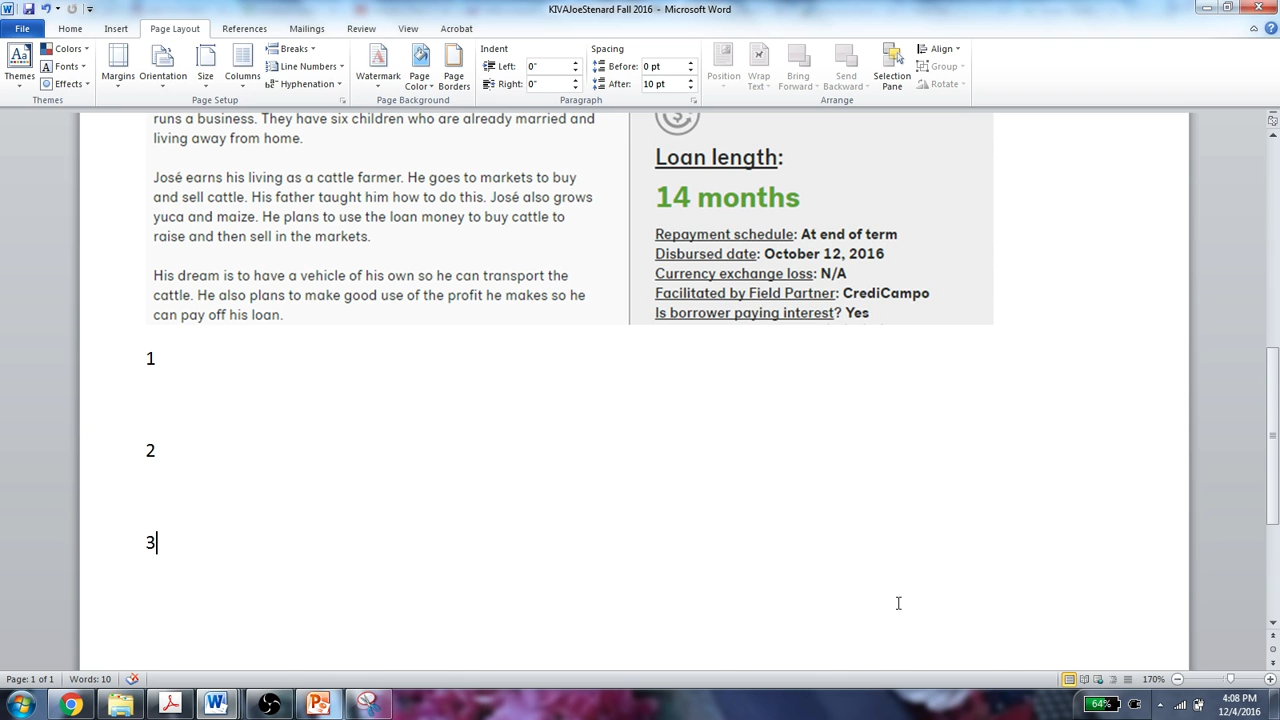 KIVAJoeStenard Fall 2016 - Microsoft Word
File Home Insert Page Layout References Mailings Review View Acrobat
Themes
Colors
Fonts
Effects
Themes
Margins
Orientation
Size
Columns
Breaks
Line Numbers
Hyphenation
Page Setup
Watermark
Page Color
Page Borders
Page Background
Indent
Left: 0"
Right: 0"
Spacing
Before: 0 pt
After: 10 pt
Paragraph
Position
Wrap Text
Bring Forward
Send Backward
Selection Pane
Align
Group
Rotate
Arrange
runs a business. They have six children who are already married and
living away from home.
José earns his living as a cattle farmer. He goes to markets to buy
and sell cattle. His father taught him how to do this. José also grows
yuca and maize. He plans to use the loan money to buy cattle to
raise and then sell in the markets.
His dream is to have a vehicle of his own so he can transport the
cattle. He also plans to make good use of the profit he makes so he
can pay off his loan.
Loan length:
14 months
Repayment schedule: At end of term
Disbursed date: October 12, 2016
Currency exchange loss: N/A
Facilitated by Field Partner: CrediCampo
Is borrower paying interest? Yes
1
2
3
Page: 1 of 1 Words: 10 170%
64% 4:08 PM
12/4/2016